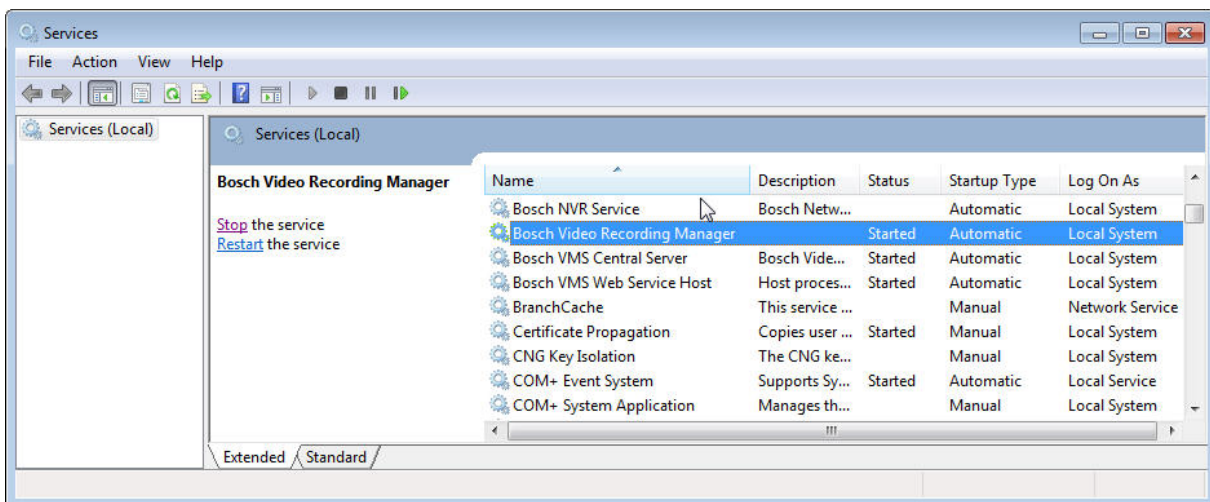 Services
File Action View Help
Services (Local)
Services (Local)
Bosch Video Recording Manager
Stop the service
Restart the service
Name Description Status Startup Type Log On As
Bosch NVR Service Bosch Netw... Automatic Local System
Bosch Video Recording Manager Started Automatic Local System
Bosch VMS Central Server Bosch Vide... Started Automatic Local System
Bosch VMS Web Service Host Host proces... Started Automatic Local System
BranchCache This service ... Manual Network Service
Certificate Propagation Copies user ... Started Manual Local System
CNG Key Isolation The CNG ke... Manual Local System
COM+ Event System Supports Sy... Started Automatic Local Service
COM+ System Application Manages th... Manual Local System
Extended Standard